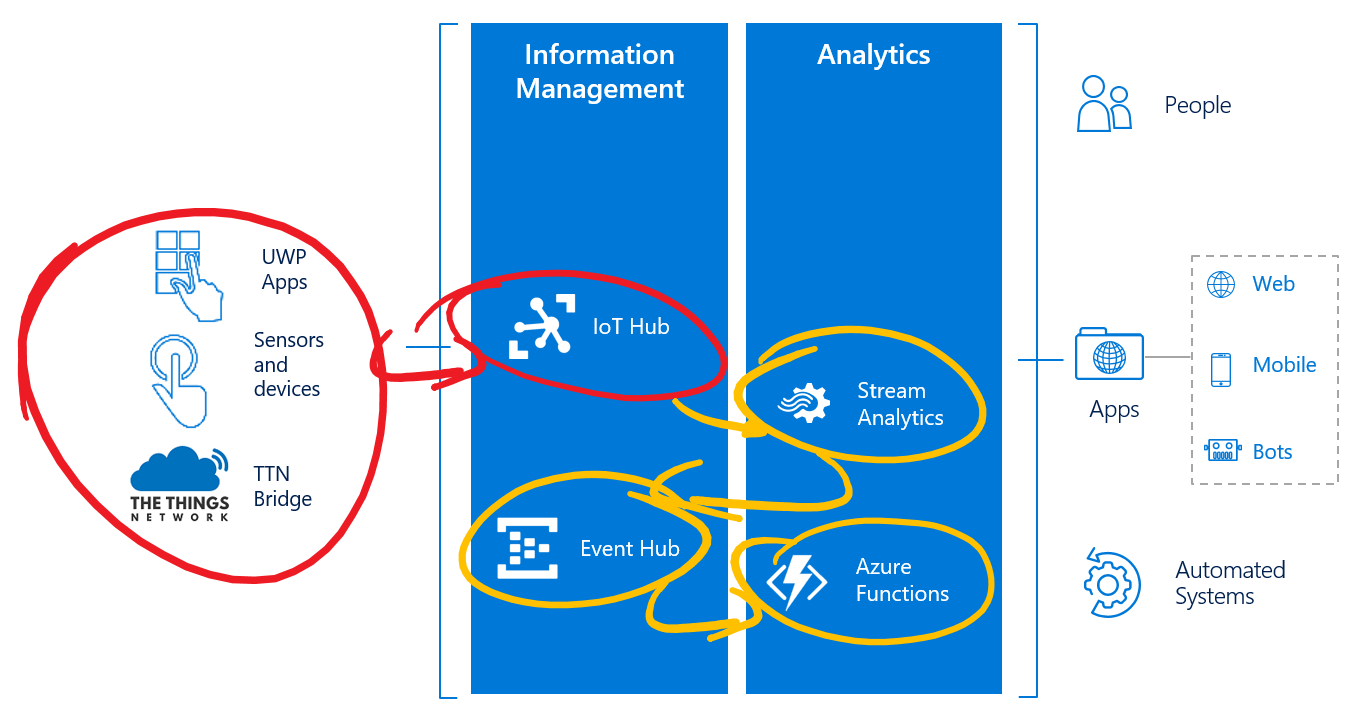 Information
Management
Analytics
People
UWP
Apps
Sensors
and
devices
TTN
Bridge
THE THINGS
NETWORK
IoT Hub
Event Hub
Stream
Analytics
Azure
Functions
Apps
Web
Mobile
Bots
Automated
Systems